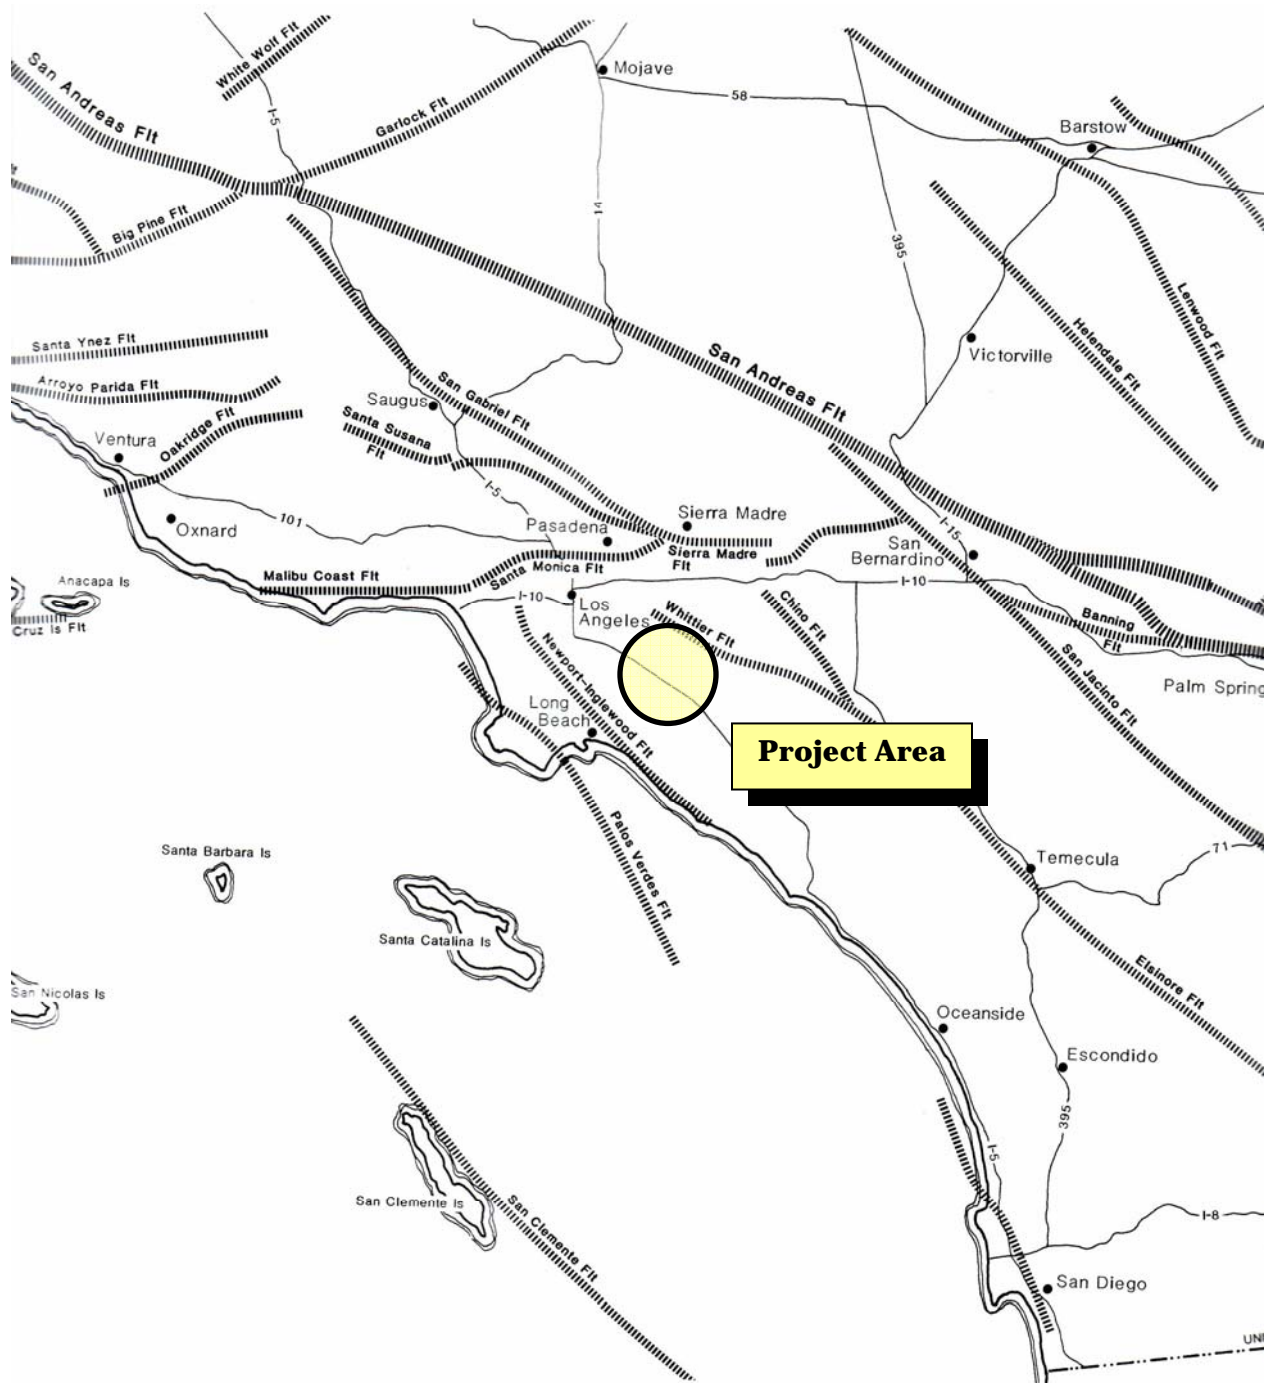 White Wolf Flt
San Andreas Flt
I-5
Garlock Flt
Mojave
58
Barstow
Big Pine Flt
14
395
Lenwood Flt
Helendale Flt
Victorville
Santa Ynez Flt
Arroyo Parida Flt
Oakridge Flt
Saugus
San Gabriel Flt
San Andreas Flt
Santa Susana
Flt
Ventura
I-5
101
Oxnard
Pasadena
Sierra Madre
Sierra Madre
Flt
I-15
San
Bernardino
I-10
Anacapa Is
Cruz Is Flt
Malibu Coast Flt
Santa Monica Flt
I-10
Los
Angeles
Whittier Flt
Chino Flt
Banning
Flt
San Jacinto Flt
Palm Spring
Newport-Inglewood Flt
Long
Beach
Project Area
Palos Verdes Flt
Santa Barbara Is
Temecula
71
Santa Catalina Is
Elsinore Flt
San Nicolas Is
Oceanside
Escondido
395
I-5
San Clemente Is
San Clemente Flt
I-8
San Diego
UNI